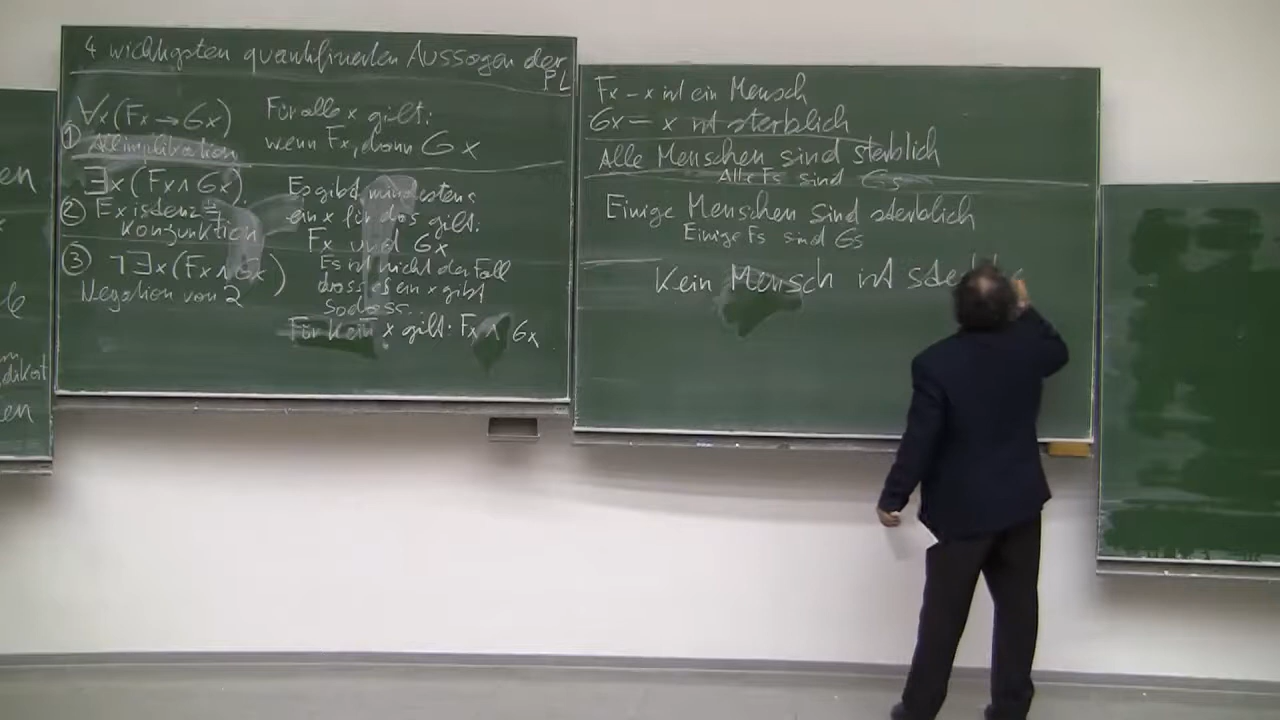 en
4 wichtigsten quantifizierten Aussagen der
PL
∀x(Fx→Gx)
① Allimplikation
Für alle x gilt:
wenn Fx, dann Gx
∃x(Fx∧Gx)
② Existenz=
Konjunktion
Es gibt mindestens
ein x für das gilt:
Fx und Gx
③ ¬∃x(Fx∧Gx)
Negation von 2
Es ist nicht der Fall
dass es ein x gibt
sodass..
Für kein x gilt: Fx ∧ Gx
Fx – x ist ein Mensch
Gx – x ist sterblich
Alle Menschen sind sterblich
Alle Fs sind Gs
Einige Menschen sind sterblich
Einige Fs sind Gs
Kein Mensch ist
dikat
en